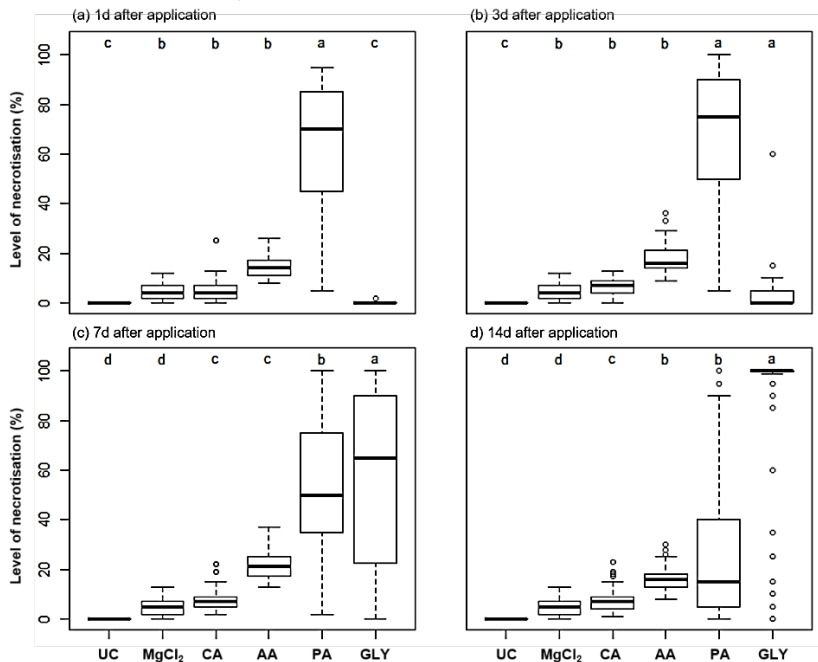 (a) 1d after application
(b) 3d after application
c b b b a c
c b b b a a
Level of necrotisation (%)
100
80
60
40
20
0
(c) 7d after application
d) 14d after application
d d c c b a
d d c b b a
Level of necrotisation (%)
100
80
60
40
20
0
UC MgCl₂ CA AA PA GLY
UC MgCl₂ CA AA PA GLY